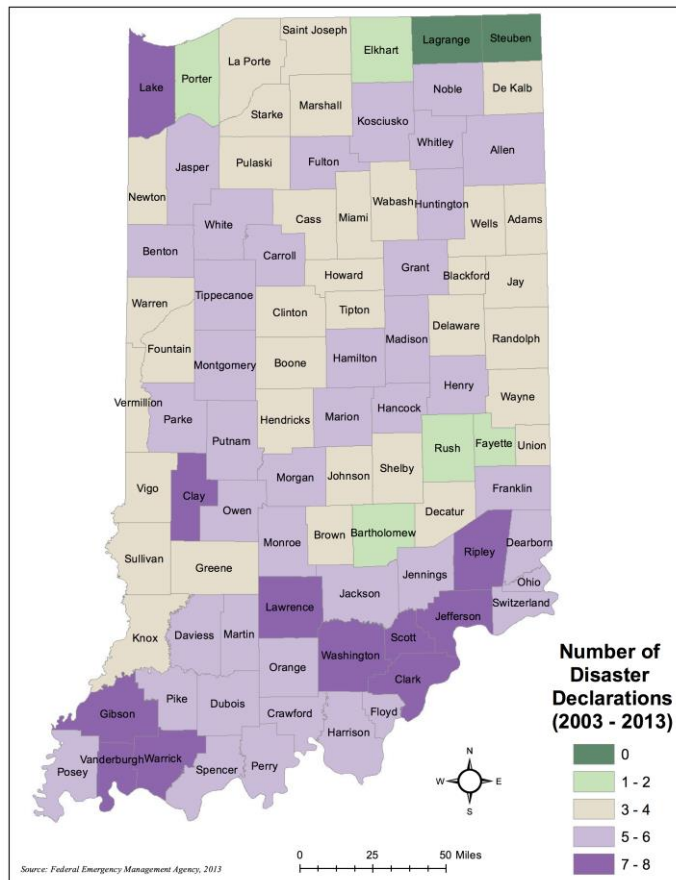 Saint Joseph
Elkhart
Lagrange
Steuben
La Porte
Lake
Porter
Noble
De Kalb
Starke
Marshall
Kosciusko
Whitley
Allen
Jasper
Pulaski
Fulton
Newton
Wabash
Huntington
White
Cass
Miami
Wells
Adams
Benton
Carroll
Grant
Howard
Blackford
Jay
Tippecanoe
Warren
Clinton
Tipton
Delaware
Madison
Randolph
Fountain
Montgomery
Boone
Hamilton
Henry
Vermillion
Hancock
Wayne
Parke
Hendricks
Marion
Putnam
Rush
Fayette
Union
Shelby
Morgan
Johnson
Vigo
Clay
Franklin
Owen
Decatur
Monroe
Brown
Bartholomew
Dearborn
Ripley
Sullivan
Greene
Jennings
Ohio
Jackson
Switzerland
Lawrence
Jefferson
Knox
Daviess
Martin
Scott
Washington
Orange
Clark
Pike
Dubois
Gibson
Crawford
Floyd
Harrison
Vanderburgh
Warrick
Perry
Spencer
Posey
Number of
Disaster
Declarations
(2003 - 2013)
0
1 - 2
3 - 4
5 - 6
7 - 8
N
W E
S
0 25 50 Miles
Source: Federal Emergency Management Agency, 2013